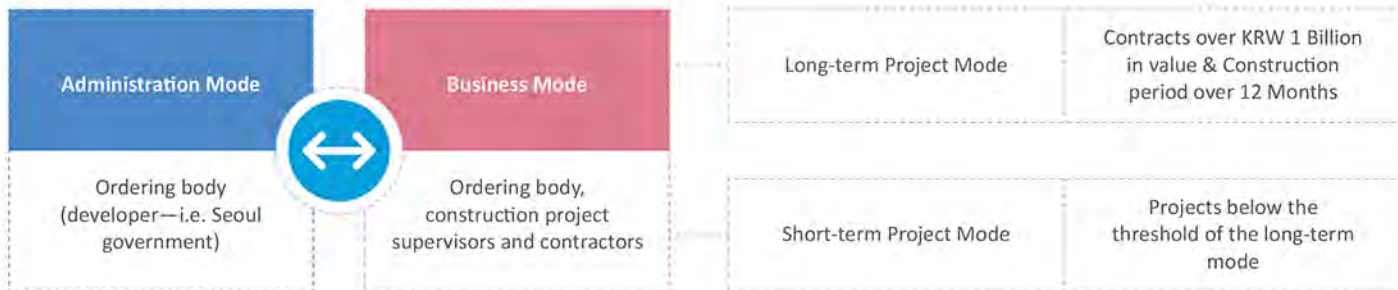 Administration Mode
Ordering body
(developer—i.e. Seoul
government)
Business Mode
Ordering body,
construction project
supervisors and contractors
Long-term Project Mode
Contracts over KRW 1 Billion
in value & Construction
period over 12 Months
Short-term Project Mode
Projects below the
threshold of the long-term
mode